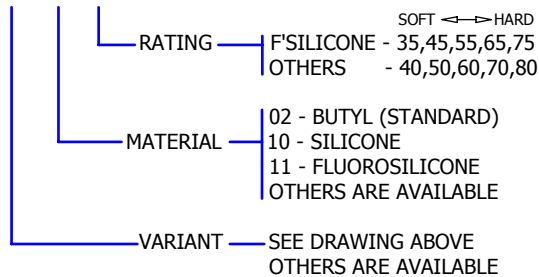 SOFT HARD
RATING F'SILICONE - 35,45,55,65,75
OTHERS - 40,50,60,70,80
02 - BUTYL (STANDARD)
MATERIAL 10 - SILICONE
11 - FLUOROSILICONE
OTHERS ARE AVAILABLE
VARIANT SEE DRAWING ABOVE
OTHERS ARE AVAILABLE